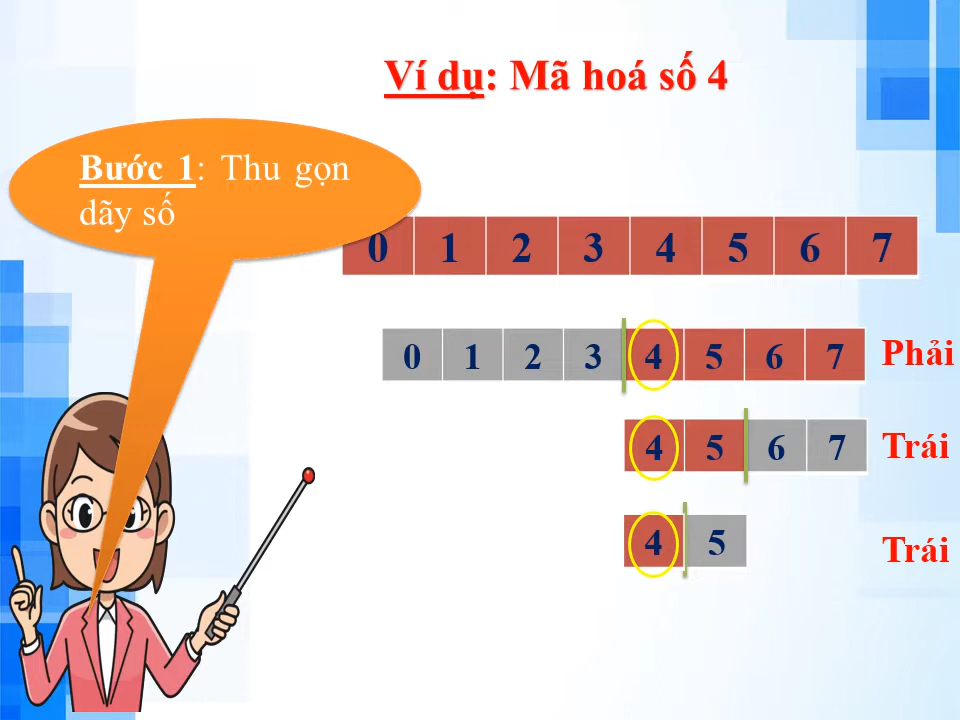 Ví dụ: Mã hoá số 4
Bước 1: Thu gọn
dãy số
0 1 2 3 4 5 6 7
0 1 2 3 4 5 6 7 Phải
4 5 6 7 Trái
4 5 Trái